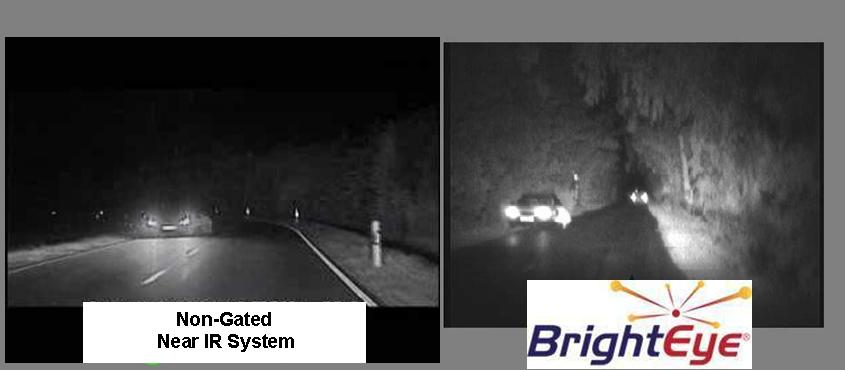 Non-Gated
Near IR System
BrightEye®